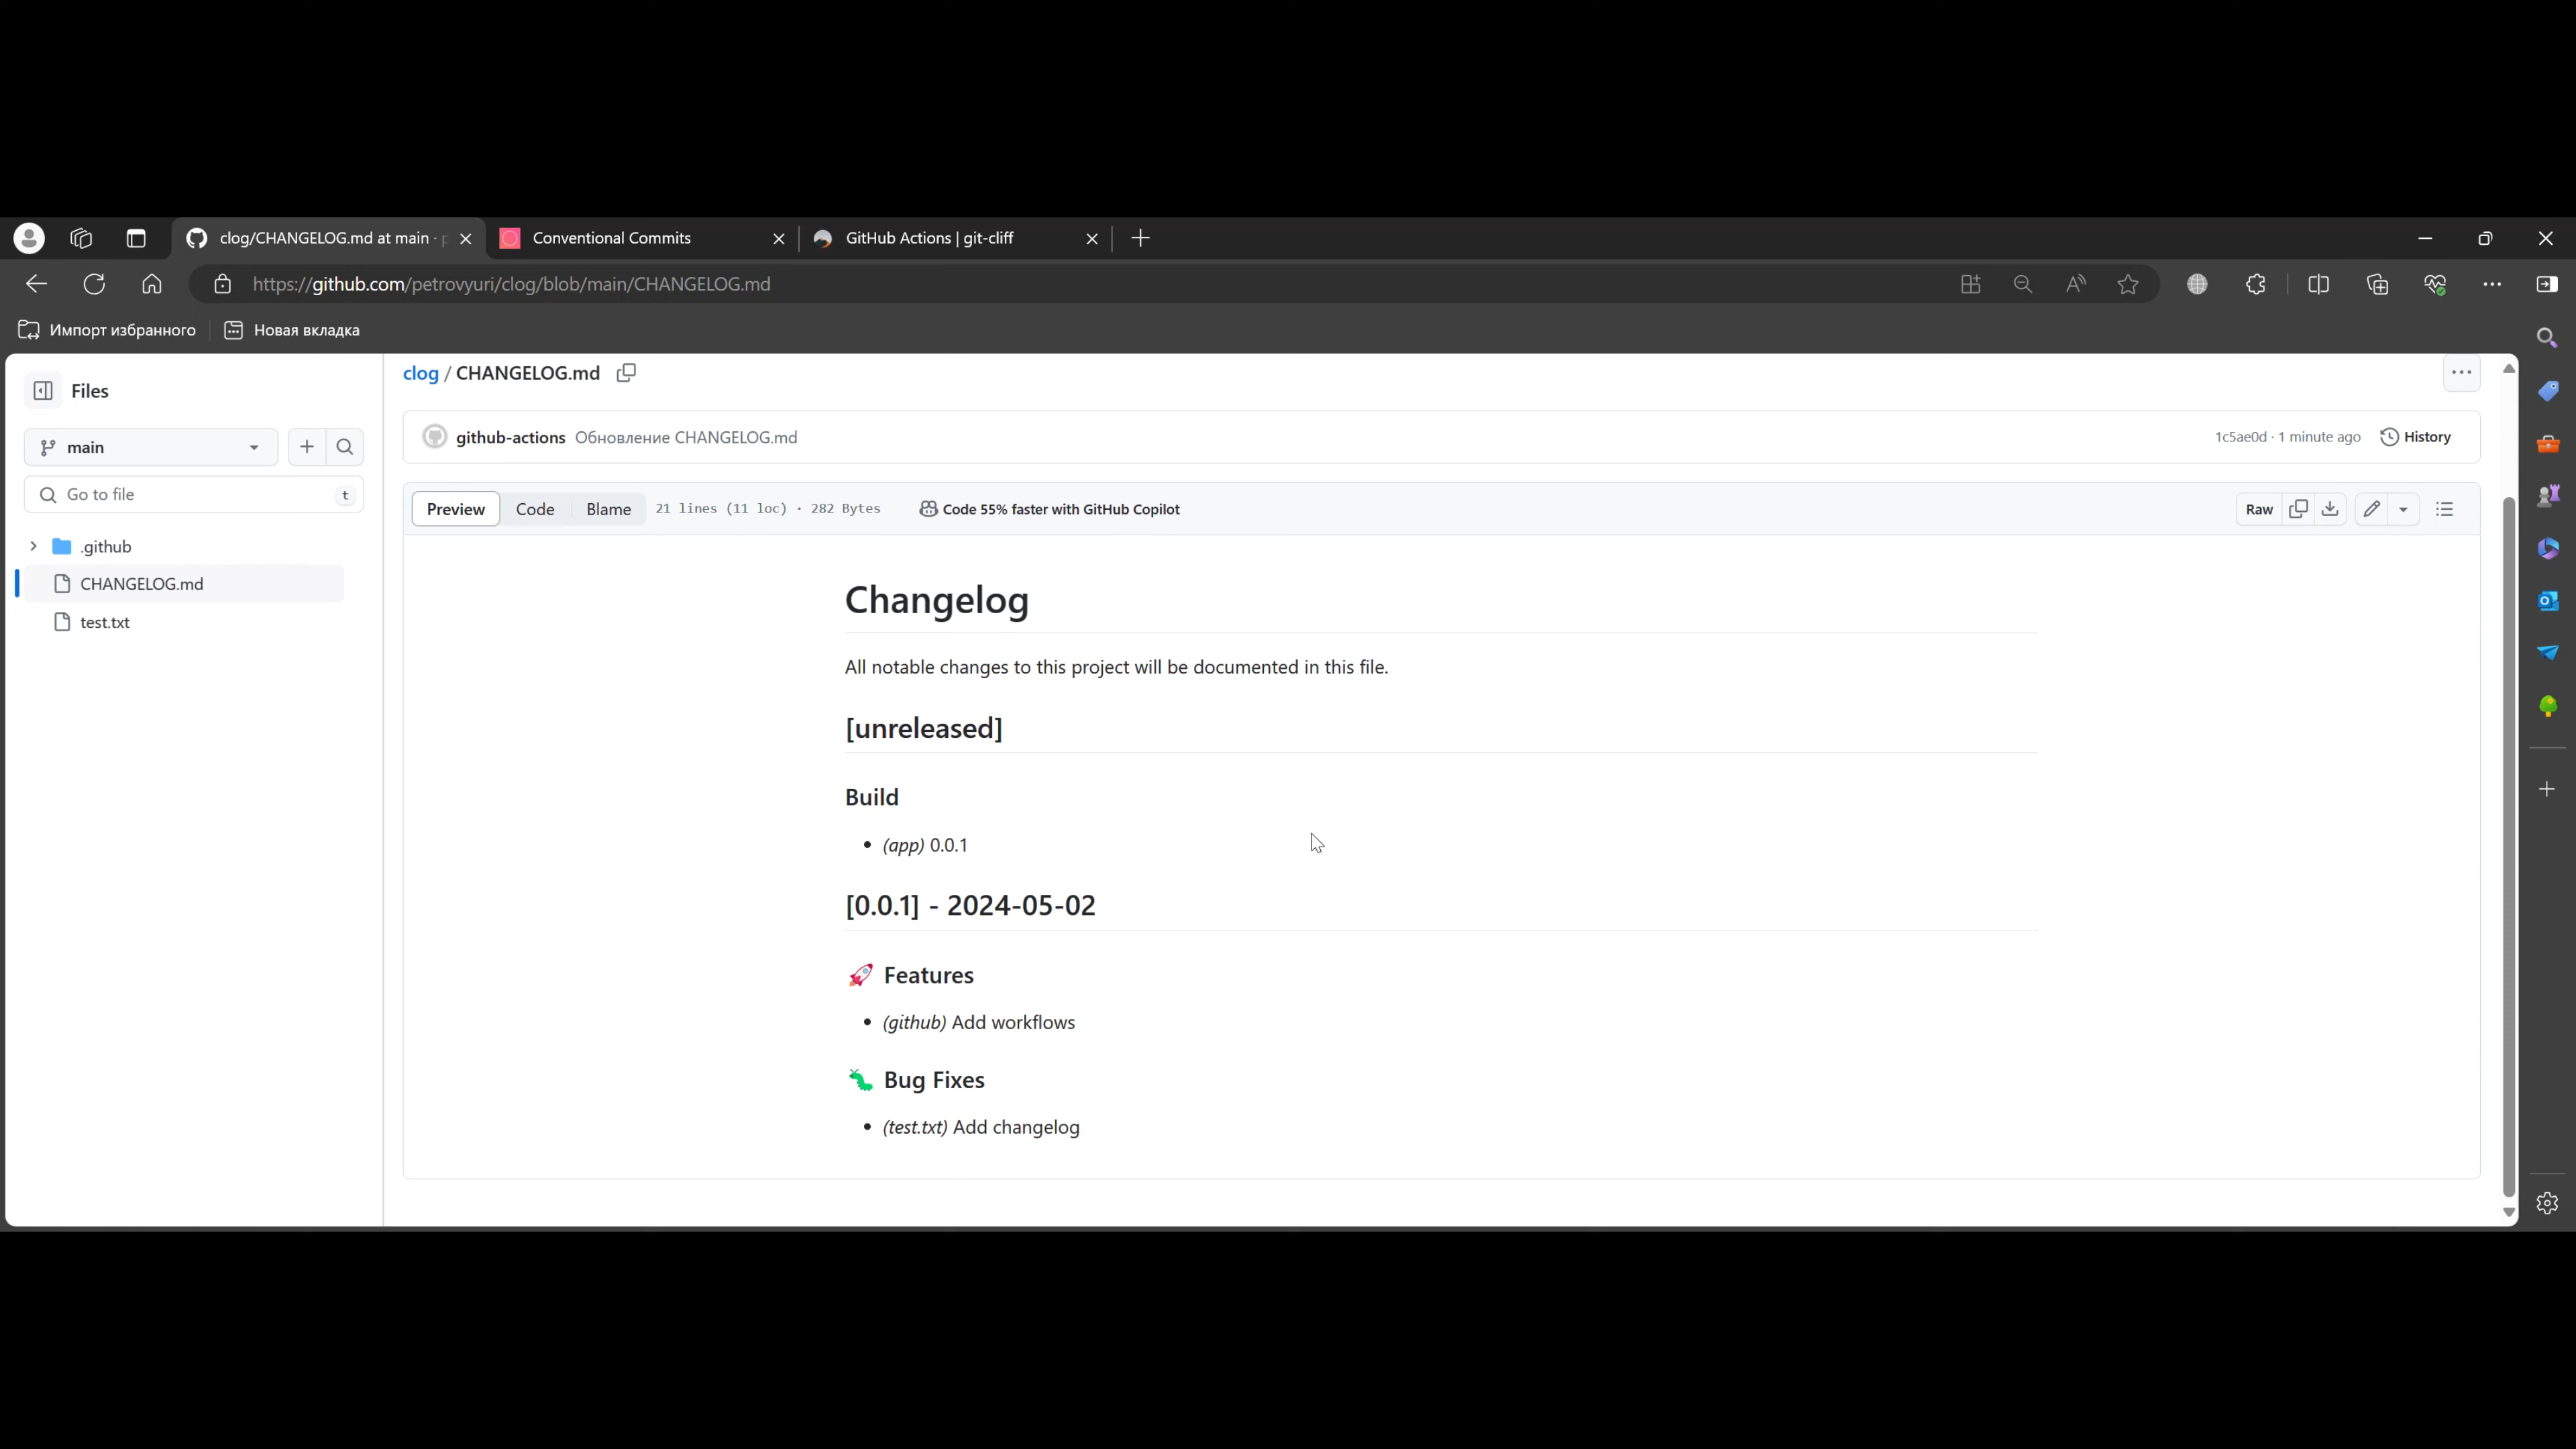 clog/CHANGELOG.md at main ·
Conventional Commits
GitHub Actions | git-cliff
https://github.com/petrovyuri/clog/blob/main/CHANGELOG.md
Импорт избранного
Новая вкладка
Files
clog / CHANGELOG.md
main
github-actions Обновление CHANGELOG.md
1c5ae0d · 1 minute ago
History
Go to file
t
Preview
Code
Blame
21 lines (11 loc) · 282 Bytes
Code 55% faster with GitHub Copilot
Raw
.github
CHANGELOG.md
test.txt
Changelog
All notable changes to this project will be documented in this file.
[unreleased]
Build
• (app) 0.0.1
[0.0.1] - 2024-05-02
🚀 Features
• (github) Add workflows
🐛 Bug Fixes
• (test.txt) Add changelog